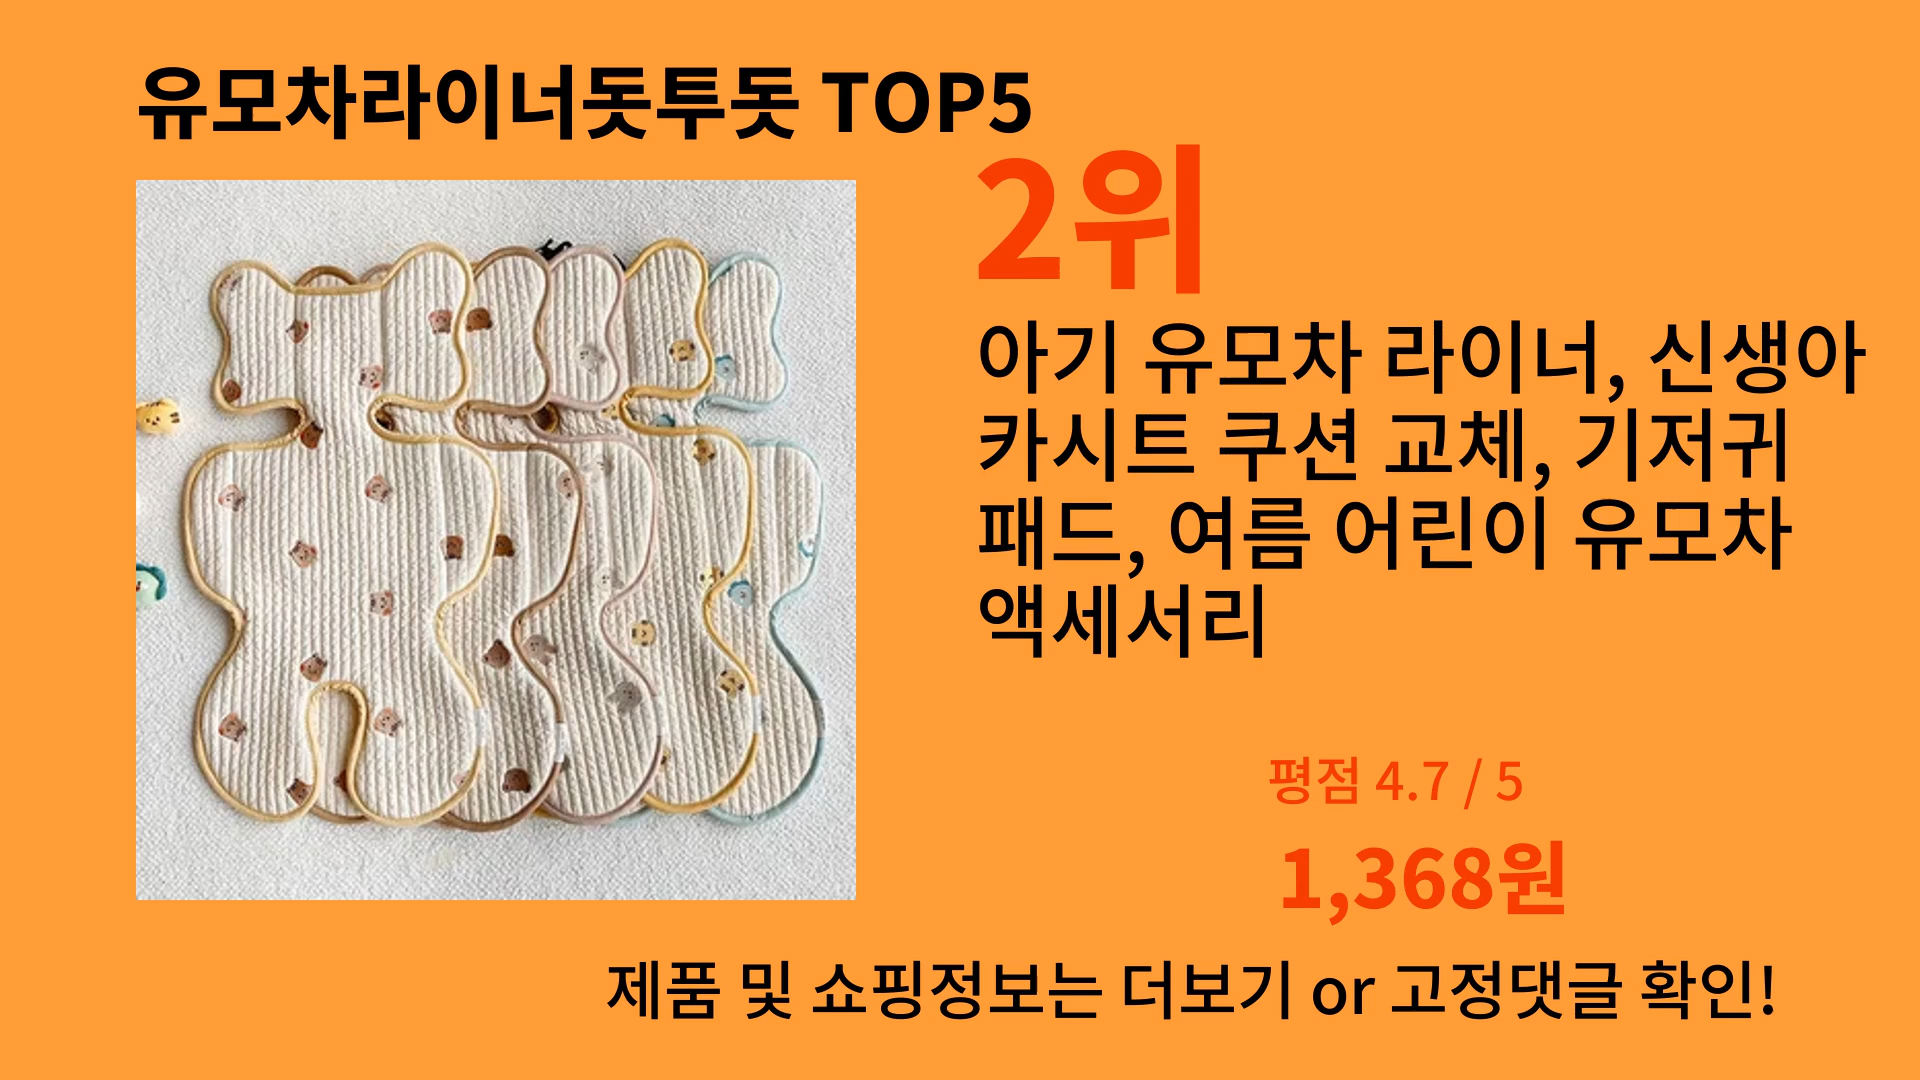 유모차라이너돗투돗 TOP5
2위
아기 유모차 라이너, 신생아
카시트 쿠션 교체, 기저귀
패드, 여름 어린이 유모차
액세서리
평점 4.7 / 5
1,368원
제품 및 쇼핑정보는 더보기 or 고정댓글 확인!